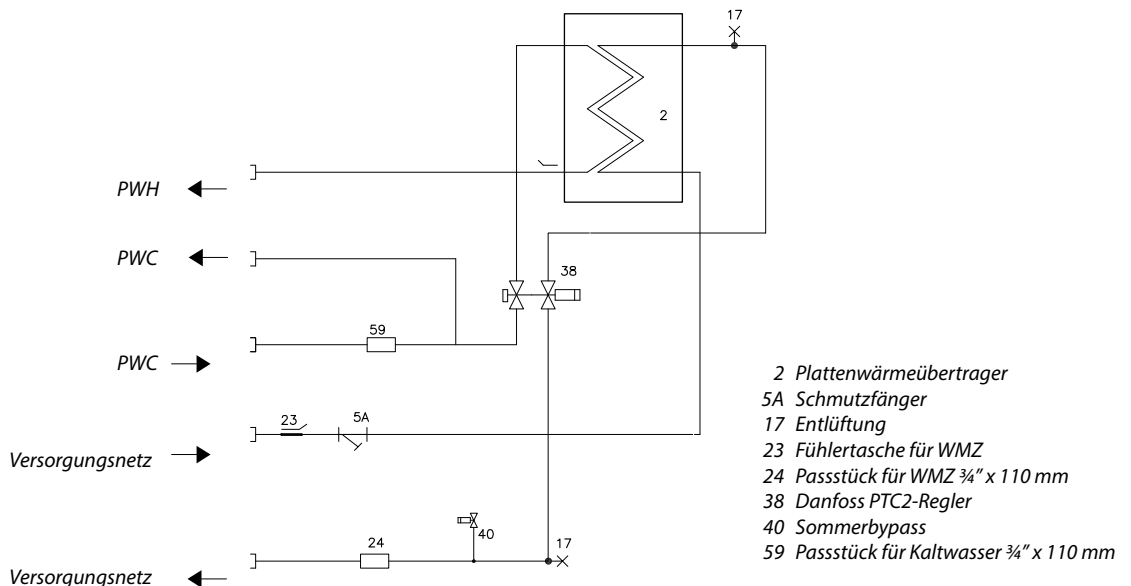 17
2
PWH
PWC
38
59
PWC
2 Plattenwärmeübertrager
5A Schmutzfänger
17 Entlüftung
23 Fühlertasche für WMZ
24 Passstück für WMZ ¾” x 110 mm
38 Danfoss PTC2-Regler
40 Sommerbypass
59 Passstück für Kaltwasser ¾” x 110 mm
23
5A
Versorgungsnetz
40
24
17
Versorgungsnetz